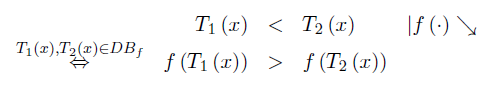 T₁ (x) < T₂ (x) |f (·) ↘
T₁(x),T₂(x)∈DB_f ⇔ f (T₁ (x)) > f (T₂ (x))